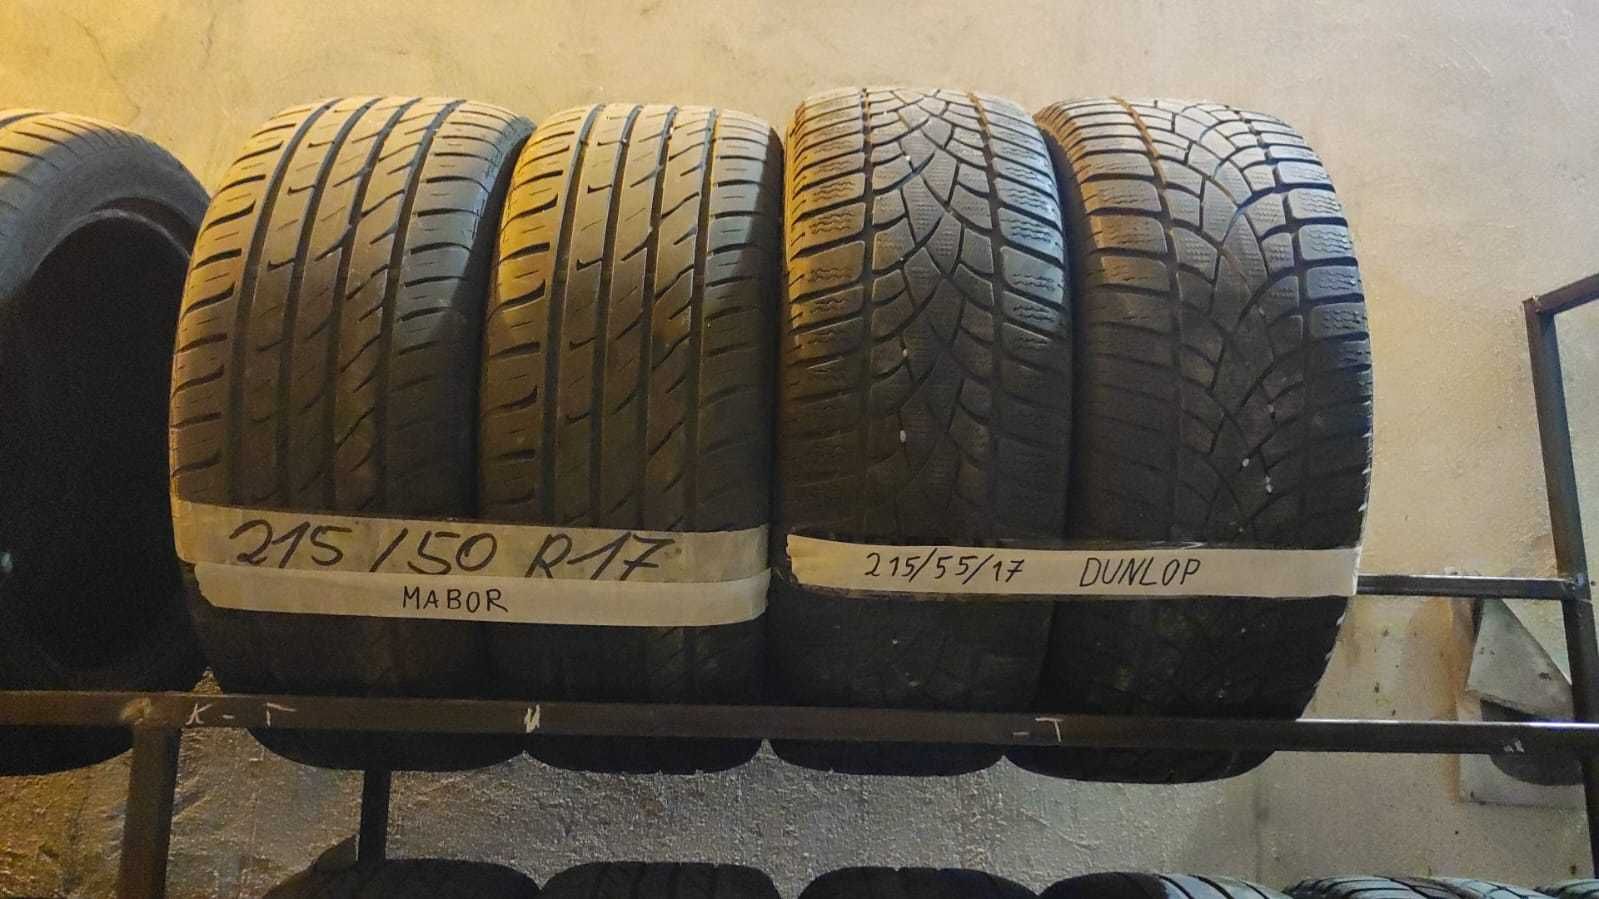 215/50 R17
MABOR
215/55/17 DUNLOP
K-T
-T